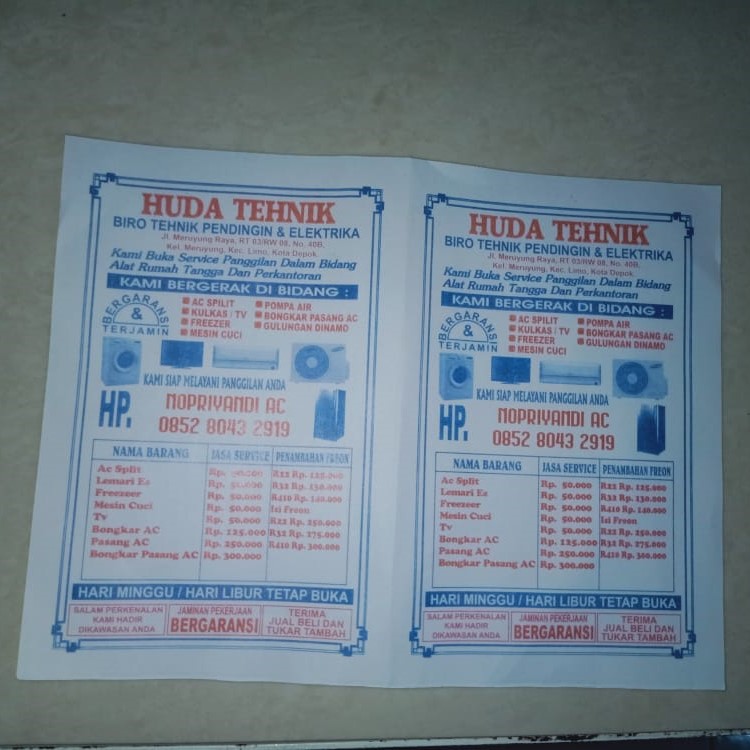 HUDA TEHNIK
BIRO TEHNIK PENDINGIN & ELEKTRIKA
Jl. Meruyung Raya, RT 03/RW 08, No. 40B,
Kel. Meruyung, Kec. Limo, Kota Depok.
Kami Buka Service Panggilan Dalam Bidang
Alat Rumah Tangga Dan Perkantoran
KAMI BERGERAK DI BIDANG :
BERGARANSI & TERJAMIN
AC SPILIT
KULKAS / TV
FREEZER
MESIN CUCI
POMPA AIR
BONGKAR PASANG AC
GULUNGAN DINAMO
KAMI SIAP MELAYANI PANGGILAN ANDA
HP. NOPRIYANDI AC
0852 8043 2919
NAMA BARANG JASA SERVICE PENAMBAHAN FREON
Ac Split Rp. 50.000 R22 Rp. 125.000
Lemari Es Rp. 50.000 R32 Rp. 130.000
Freezeer Rp. 50.000 R410 Rp. 140.000
Mesin Cuci Rp. 50.000 Isi Freon
Tv Rp. 50.000 R22 Rp. 250.000
Bongkar AC Rp. 125.000 R32 Rp. 275.000
Pasang AC Rp. 250.000 R410 Rp. 300.000
Bongkar Pasang AC Rp. 300.000
HARI MINGGU / HARI LIBUR TETAP BUKA
SALAM PERKENALAN
KAMI HADIR
DIKAWASAN ANDA
JAMINAN PEKERJAAN
BERGARANSI
TERIMA
JUAL BELI DAN
TUKAR TAMBAH
HUDA TEHNIK
BIRO TEHNIK PENDINGIN & ELEKTRIKA
Jl. Meruyung Raya, RT 03/RW 08, No. 40B,
Kel. Meruyung, Kec. Limo, Kota Depok.
Kami Buka Service Panggilan Dalam Bidang
Alat Rumah Tangga Dan Perkantoran
KAMI BERGERAK DI BIDANG :
BERGARANSI & TERJAMIN
AC SPILIT
KULKAS / TV
FREEZER
MESIN CUCI
POMPA AIR
BONGKAR PASANG AC
GULUNGAN DINAMO
KAMI SIAP MELAYANI PANGGILAN ANDA
HP. NOPRIYANDI AC
0852 8043 2919
NAMA BARANG JASA SERVICE PENAMBAHAN FREON
Ac Split Rp. 50.000 R22 Rp. 125.000
Lemari Es Rp. 50.000 R32 Rp. 130.000
Freezeer Rp. 50.000 R410 Rp. 140.000
Mesin Cuci Rp. 50.000 Isi Freon
Tv Rp. 50.000 R22 Rp. 250.000
Bongkar AC Rp. 125.000 R32 Rp. 275.000
Pasang AC Rp. 250.000 R410 Rp. 300.000
Bongkar Pasang AC Rp. 300.000
HARI MINGGU / HARI LIBUR TETAP BUKA
SALAM PERKENALAN
KAMI HADIR
DIKAWASAN ANDA
JAMINAN PEKERJAAN
BERGARANSI
TERIMA
JUAL BELI DAN
TUKAR TAMBAH